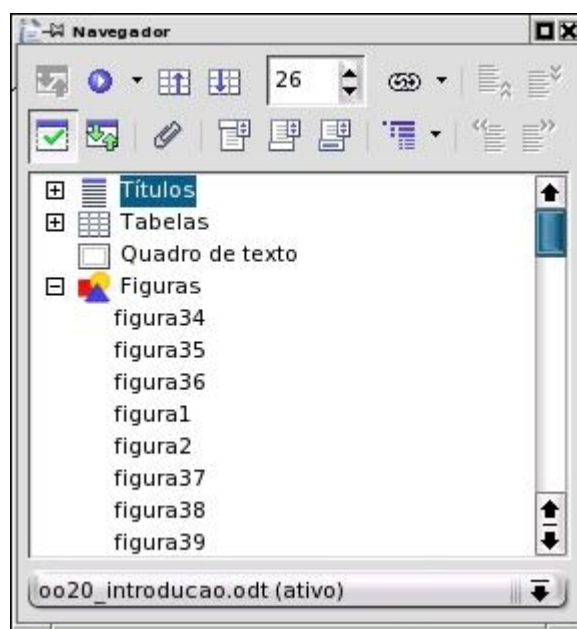 Navegador
26
Títulos
Tabelas
Quadro de texto
Figuras
figura34
figura35
figura36
figura1
figura2
figura37
figura38
figura39
oo20_introducao.odt (ativo)